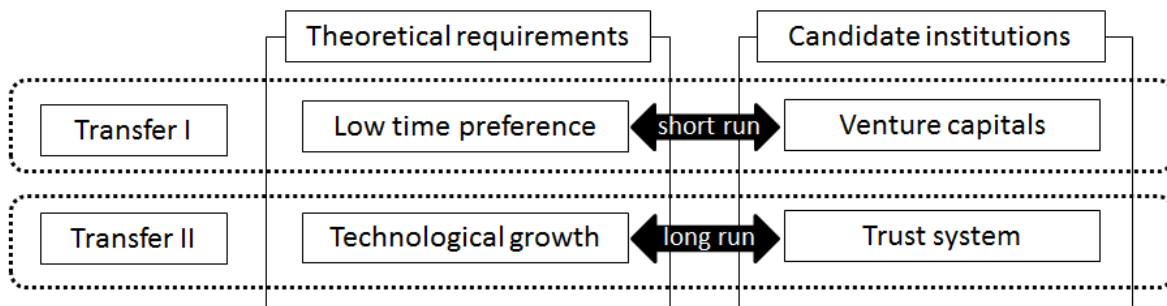 Theoretical requirements
Candidate institutions
Transfer I
Low time preference
short run
Venture capitals
Transfer II
Technological growth
long run
Trust system